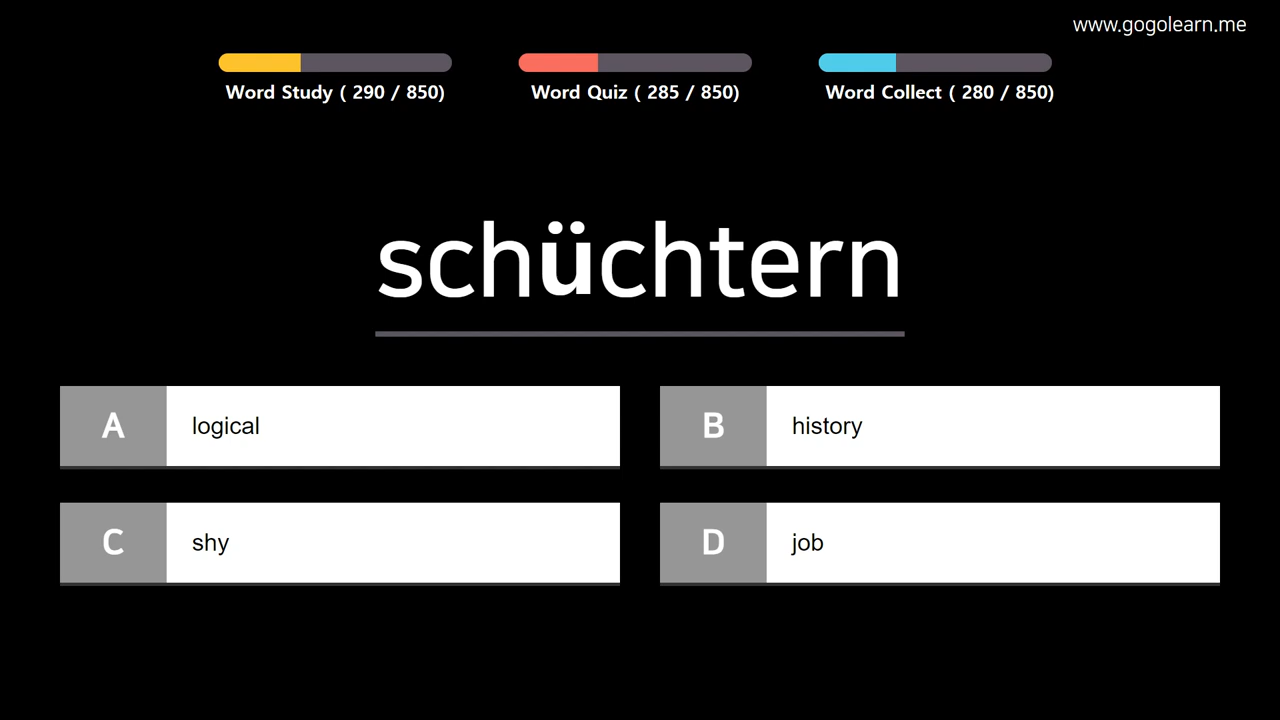 www.gogolearn.me
Word Study ( 290 / 850)
Word Quiz ( 285 / 850)
Word Collect ( 280 / 850)
schüchtern
A logical
B history
C shy
D job